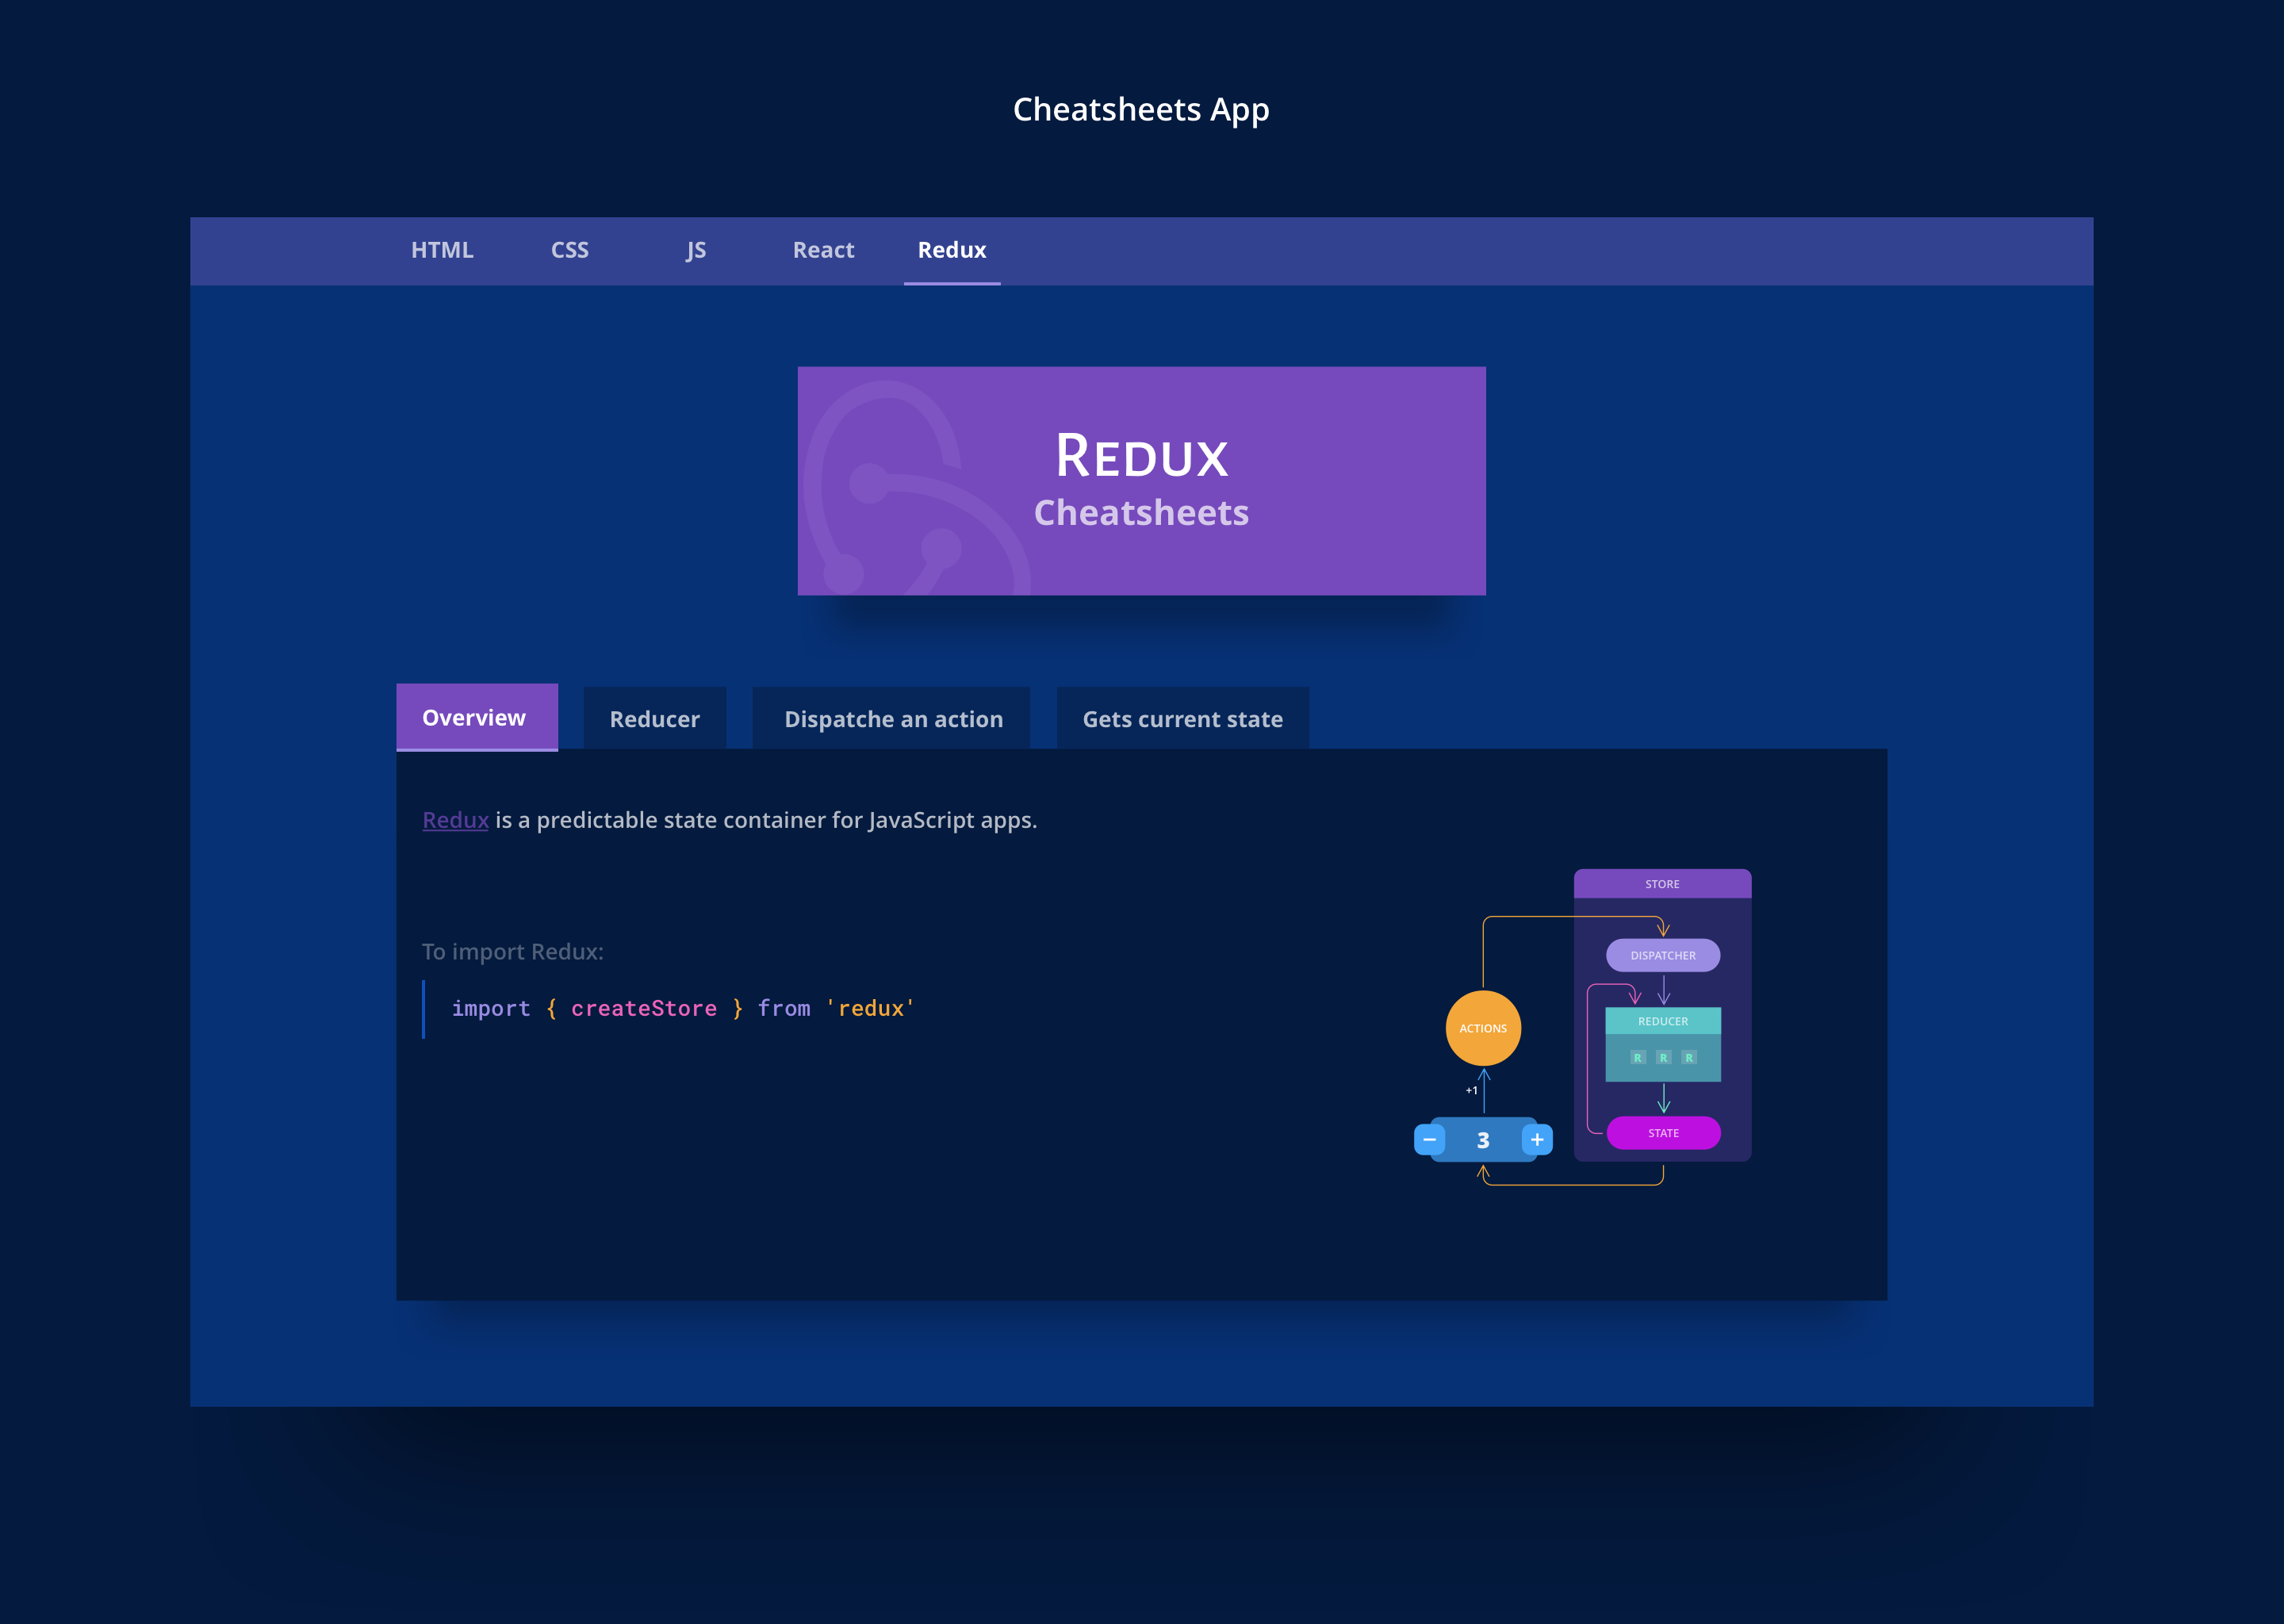 Cheatsheets App
HTML CSS JS React Redux
REDUX
Cheatsheets
Overview Reducer Dispatche an action Gets current state
Redux is a predictable state container for JavaScript apps.
STORE
To import Redux:
DISPATCHER
import { createStore } from 'redux'
REDUCER
ACTIONS
R R R
+1
STATE
− 3 +